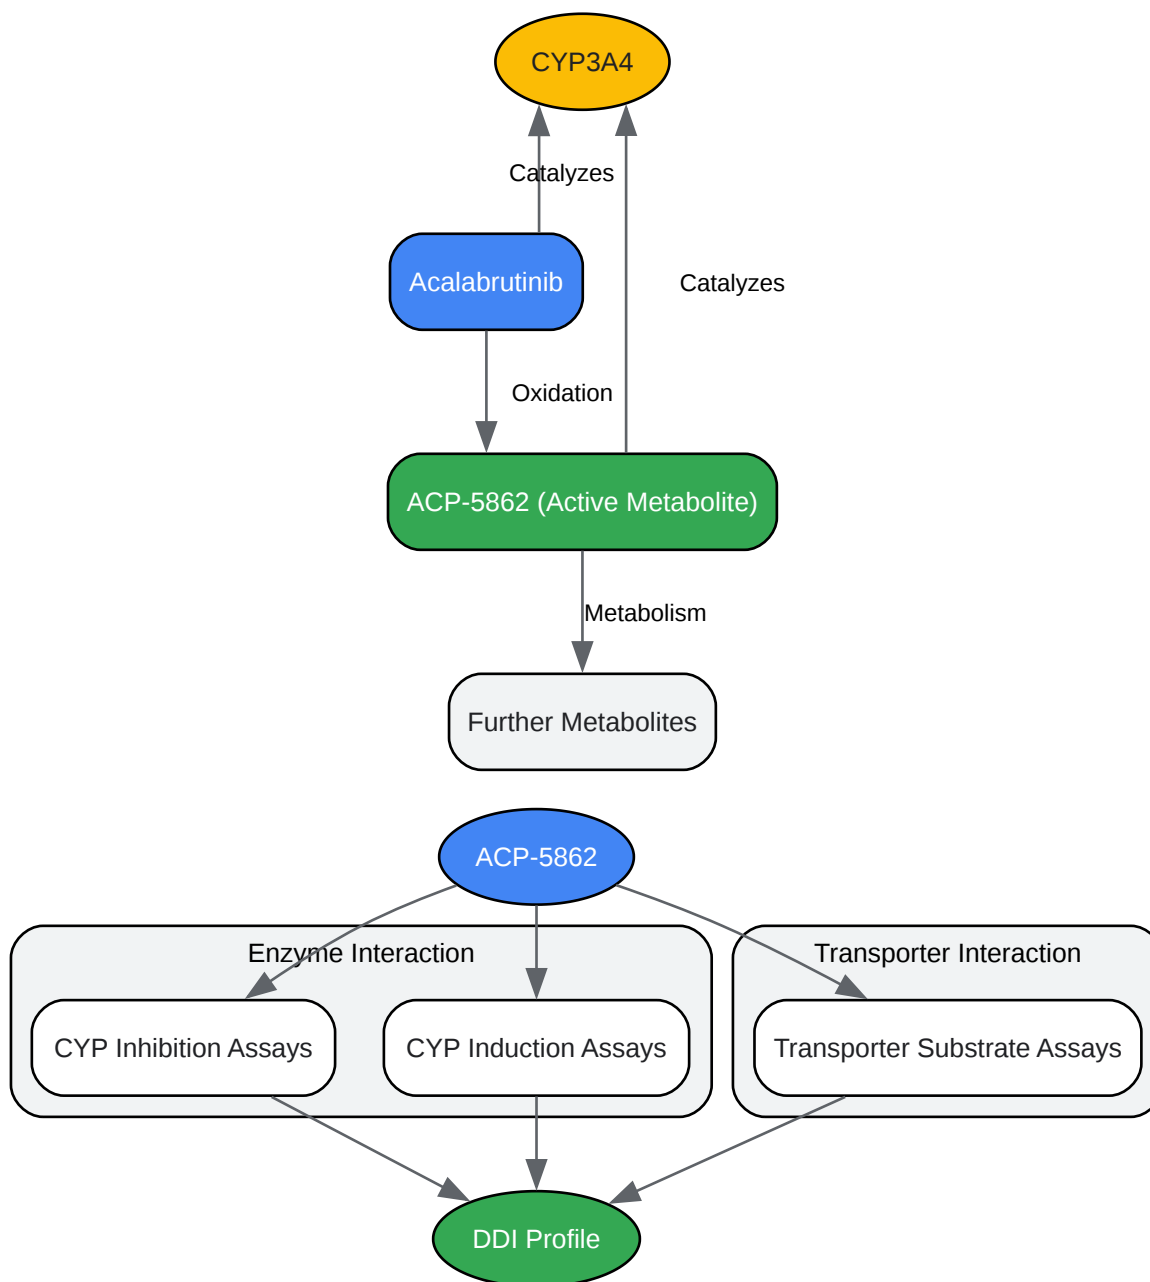 CYP3A4
Catalyzes
Acalabrutinib
Catalyzes
Oxidation
ACP-5862 (Active Metabolite)
Metabolism
Further Metabolites
ACP-5862
Enzyme Interaction
Transporter Interaction
CYP Inhibition Assays
CYP Induction Assays
Transporter Substrate Assays
DDI Profile